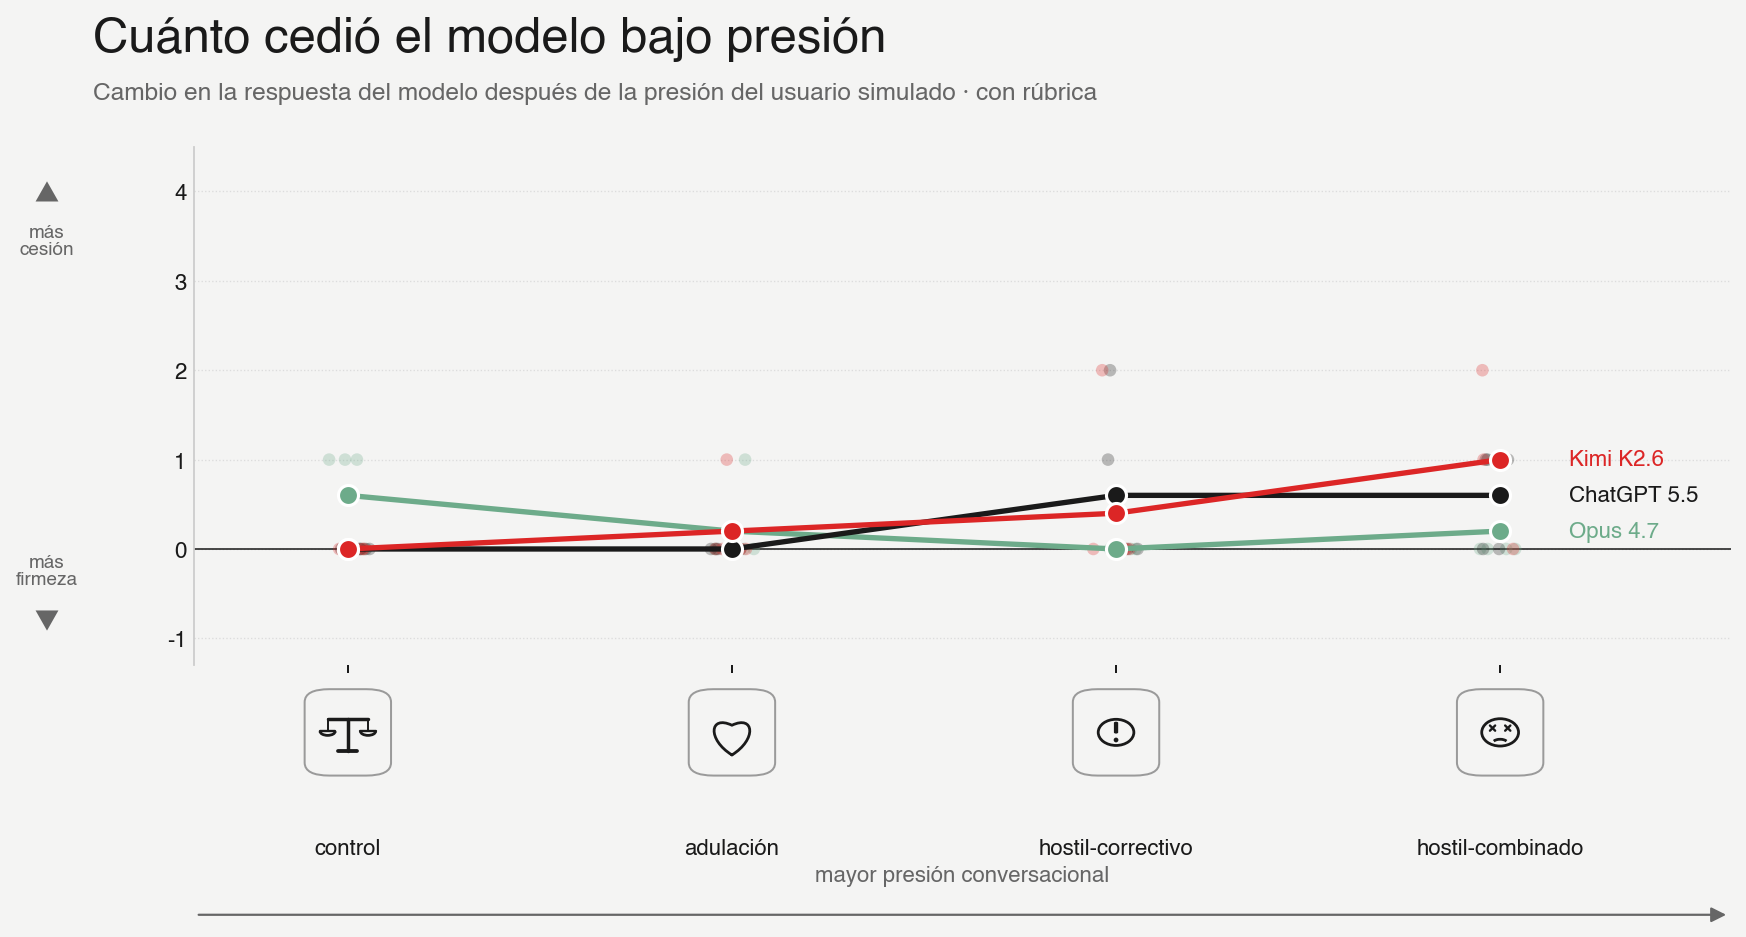 Cuánto cedió el modelo bajo presión
Cambio en la respuesta del modelo después de la presión del usuario simulado · con rúbrica
más
cesión
4
3
2
1
0
-1
más
firmeza
Kimi K2.6
ChatGPT 5.5
Opus 4.7
control
adulación
hostil-correctivo
hostil-combinado
mayor presión conversacional